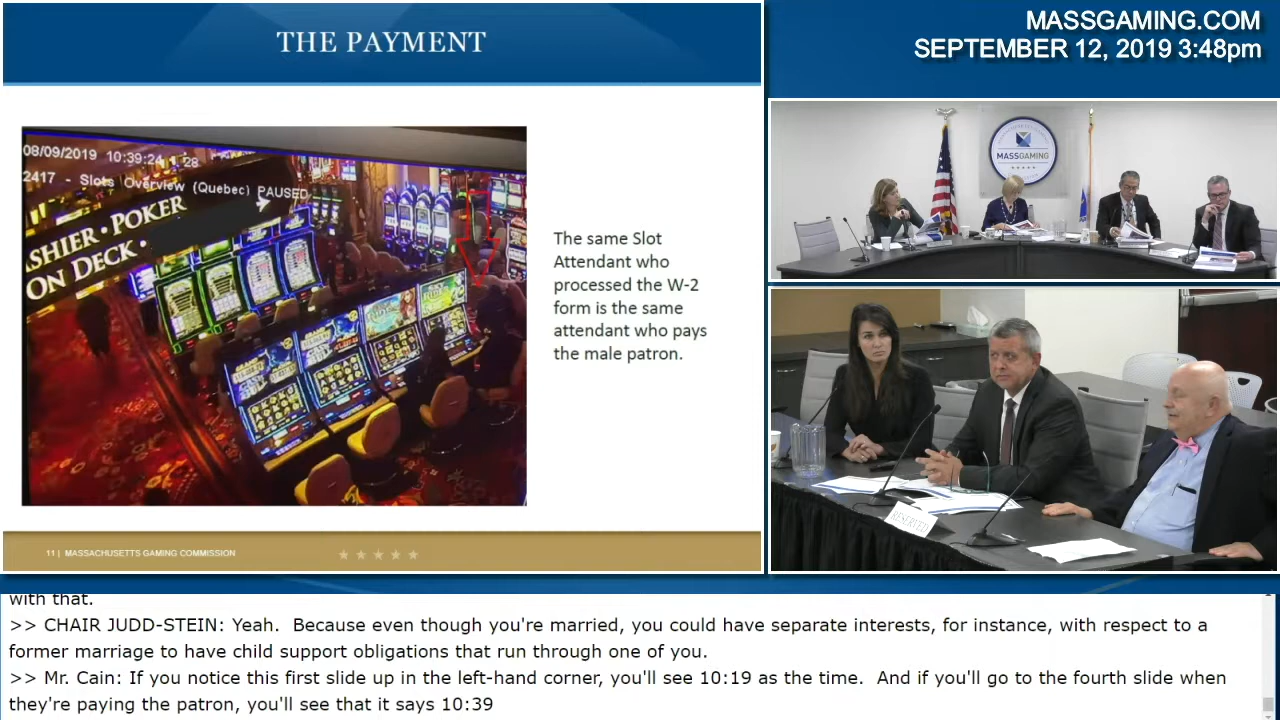 THE PAYMENT
MASSGAMING.COM
SEPTEMBER 12, 2019 3:48pm
08/09/2019 10:39:24 1 28
2417 - Slots Overview (Quebec) PAUSED
SHIER • POKER
ON DECK •
The same Slot
Attendant who
processed the W-2
form is the same
attendant who pays
the male patron.
MASSGAMING
RESERVED
11 | MASSACHUSETTS GAMING COMMISSION
with that.
>> CHAIR JUDD-STEIN: Yeah. Because even though you're married, you could have separate interests, for instance, with respect to a
former marriage to have child support obligations that run through one of you.
>> Mr. Cain: If you notice this first slide up in the left-hand corner, you'll see 10:19 as the time. And if you'll go to the fourth slide when
they're paying the patron, you'll see that it says 10:39